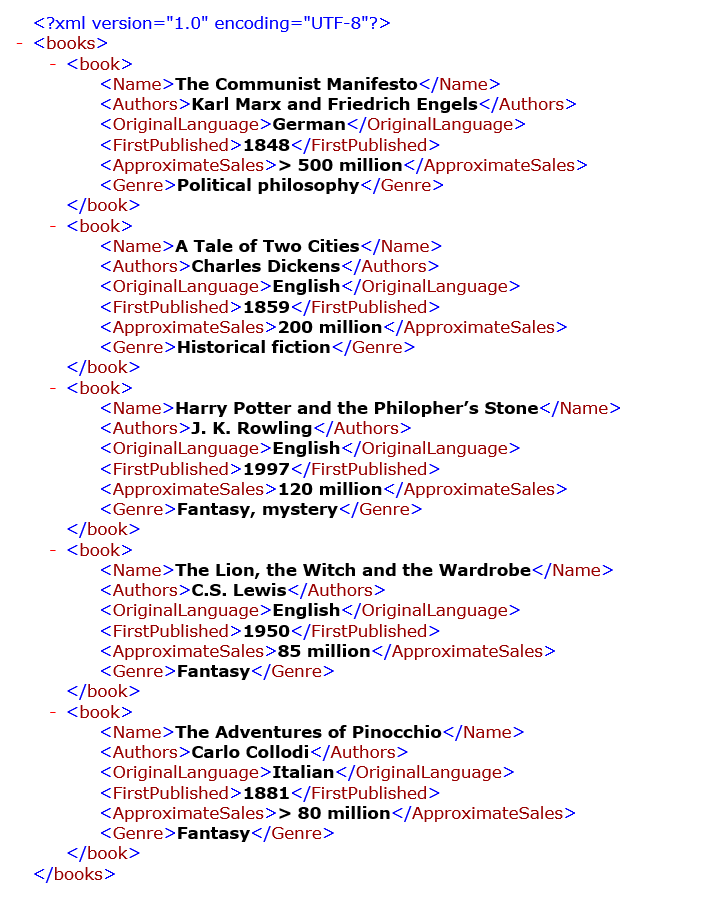 <?xml version="1.0" encoding="UTF-8"?>
- <books>
- <book>
<Name>The Communist Manifesto</Name>
<Authors>Karl Marx and Friedrich Engels</Authors>
<OriginalLanguage>German</OriginalLanguage>
<FirstPublished>1848</FirstPublished>
<ApproximateSales>> 500 million</ApproximateSales>
<Genre>Political philosophy</Genre>
</book>
- <book>
<Name>A Tale of Two Cities</Name>
<Authors>Charles Dickens</Authors>
<OriginalLanguage>English</OriginalLanguage>
<FirstPublished>1859</FirstPublished>
<ApproximateSales>200 million</ApproximateSales>
<Genre>Historical fiction</Genre>
</book>
- <book>
<Name>Harry Potter and the Philopher’s Stone</Name>
<Authors>J. K. Rowling</Authors>
<OriginalLanguage>English</OriginalLanguage>
<FirstPublished>1997</FirstPublished>
<ApproximateSales>120 million</ApproximateSales>
<Genre>Fantasy, mystery</Genre>
</book>
- <book>
<Name>The Lion, the Witch and the Wardrobe</Name>
<Authors>C.S. Lewis</Authors>
<OriginalLanguage>English</OriginalLanguage>
<FirstPublished>1950</FirstPublished>
<ApproximateSales>85 million</ApproximateSales>
<Genre>Fantasy</Genre>
</book>
- <book>
<Name>The Adventures of Pinocchio</Name>
<Authors>Carlo Collodi</Authors>
<OriginalLanguage>Italian</OriginalLanguage>
<FirstPublished>1881</FirstPublished>
<ApproximateSales>> 80 million</ApproximateSales>
<Genre>Fantasy</Genre>
</book>
</books>